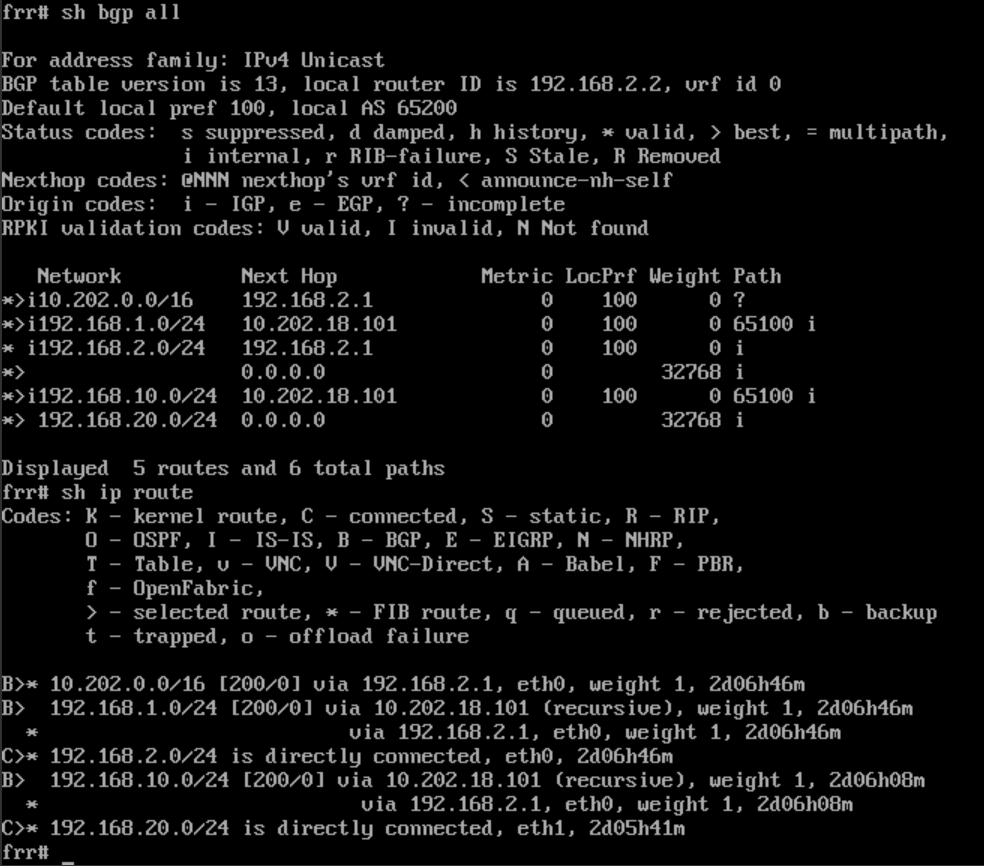 frr# sh bgp all

For address family: IPv4 Unicast
BGP table version is 13, local router ID is 192.168.2.2, vrf id 0
Default local pref 100, local AS 65200
Status codes:  s suppressed, d damped, h history, * valid, > best, = multipath,
               i internal, r RIB-failure, S Stale, R Removed
Nexthop codes: @NNN nexthop's vrf id, < announce-nh-self
Origin codes:  i - IGP, e - EGP, ? - incomplete
RPKI validation codes: V valid, I invalid, N Not found

   Network          Next Hop            Metric LocPrf Weight Path
*>i10.202.0.0/16    192.168.2.1              0    100      0 ?
*>i192.168.1.0/24   10.202.18.101            0    100      0 65100 i
* i192.168.2.0/24   192.168.2.1              0    100      0 i
*>                  0.0.0.0                  0         32768 i
*>i192.168.10.0/24  10.202.18.101            0    100      0 65100 i
*> 192.168.20.0/24  0.0.0.0                  0         32768 i

Displayed  5 routes and 6 total paths
frr# sh ip route
Codes: K - kernel route, C - connected, S - static, R - RIP,
       O - OSPF, I - IS-IS, B - BGP, E - EIGRP, N - NHRP,
       T - Table, v - VNC, V - VNC-Direct, A - Babel, F - PBR,
       f - OpenFabric,
       > - selected route, * - FIB route, q - queued, r - rejected, b - backup
       t - trapped, o - offload failure

B>* 10.202.0.0/16 [200/0] via 192.168.2.1, eth0, weight 1, 2d06h46m
B>  192.168.1.0/24 [200/0] via 10.202.18.101 (recursive), weight 1, 2d06h46m
  *                          via 192.168.2.1, eth0, weight 1, 2d06h46m
C>* 192.168.2.0/24 is directly connected, eth0, 2d06h46m
B>  192.168.10.0/24 [200/0] via 10.202.18.101 (recursive), weight 1, 2d06h08m
  *                           via 192.168.2.1, eth0, weight 1, 2d06h08m
C>* 192.168.20.0/24 is directly connected, eth1, 2d05h41m
frr# _